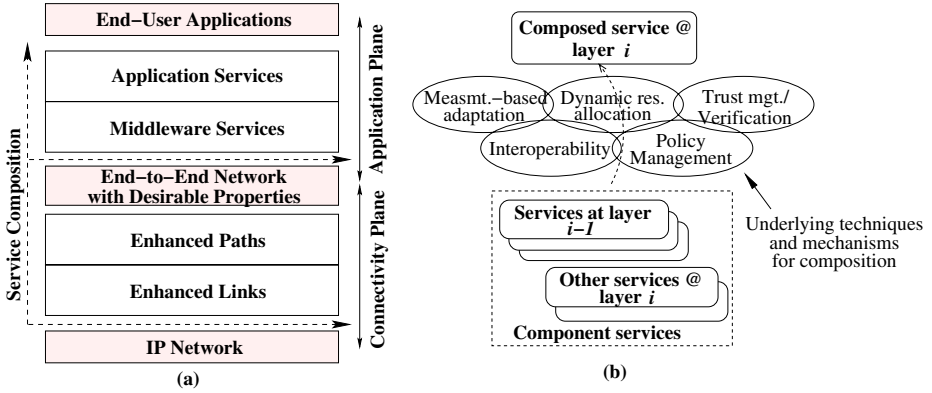 End-User Applications
Application Services
Middleware Services
End-to-End Network
with Desirable Properties
Enhanced Paths
Enhanced Links
IP Network
Service Composition
Application Plane
Connectivity Plane
(a)
Composed service @
layer i
Measmt.-based
adaptation
Dynamic res.
allocation
Trust mgt./
Verification
Interoperability
Policy
Management
Services at layer
i-1
Other services @
layer i
Component services
Underlying techniques
and mechanisms
for composition
(b)